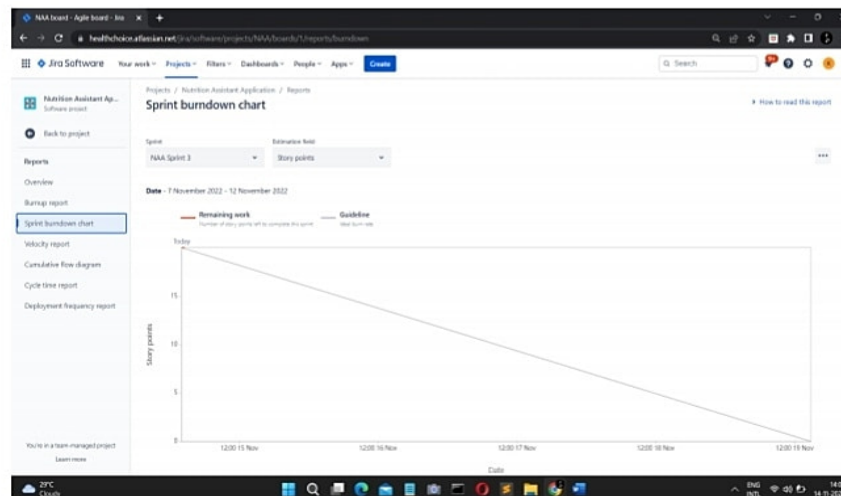 NAA board - Agile board - Jira
healthchoice.atlassian.net/jira/software/projects/NAA/boards/1/reports/burndown
Jira Software Your work Projects Filters Dashboards People Apps Create Search 9+
Nutrition Assistant Ap...
Software project
Back to project
Reports
Overview
Burnup report
Sprint burndown chart
Velocity report
Cumulative flow diagram
Cycle time report
Deployment frequency report
You're in a team-managed project
Learn more
Projects / Nutrition Assistant Application / Reports
Sprint burndown chart
How to read this report
Sprint Estimation field
NAA Sprint 3 Story points
Date - 7 November 2022 - 12 November 2022
Remaining work Guideline
Number of story points left to complete the sprint Ideal burn rate
Today
15
10
5
0
Story points
12:00 15 Nov 12:00 16 Nov 12:00 17 Nov 12:00 18 Nov 12:00 19 Nov
Date
29°C
Cloudy
ENG
INTL